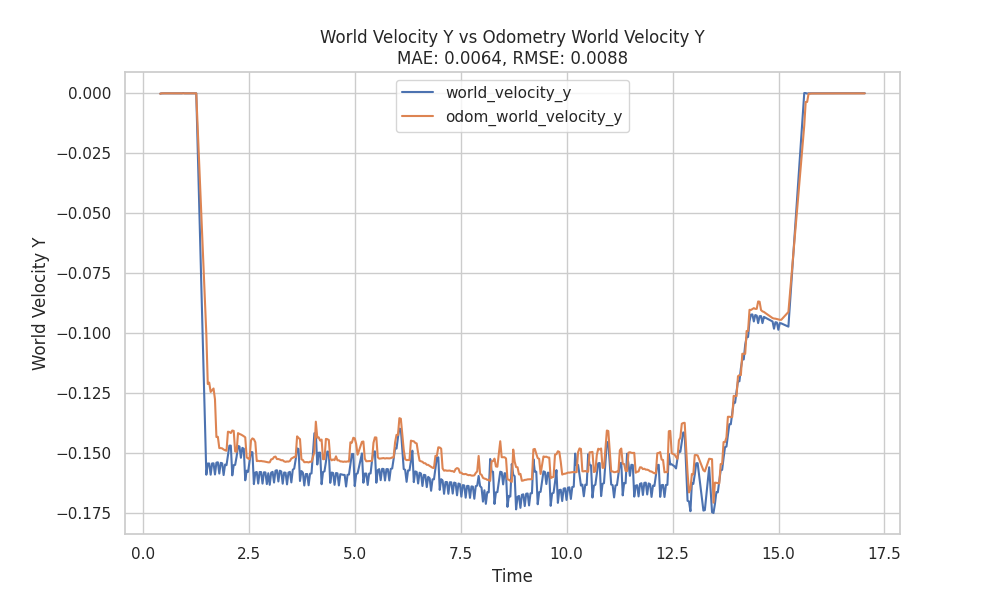 World Velocity Y vs Odometry World Velocity Y
MAE: 0.0064, RMSE: 0.0088
world_velocity_y
odom_world_velocity_y
World Velocity Y
0.000
−0.025
−0.050
−0.075
−0.100
−0.125
−0.150
−0.175
0.0 2.5 5.0 7.5 10.0 12.5 15.0 17.5
Time